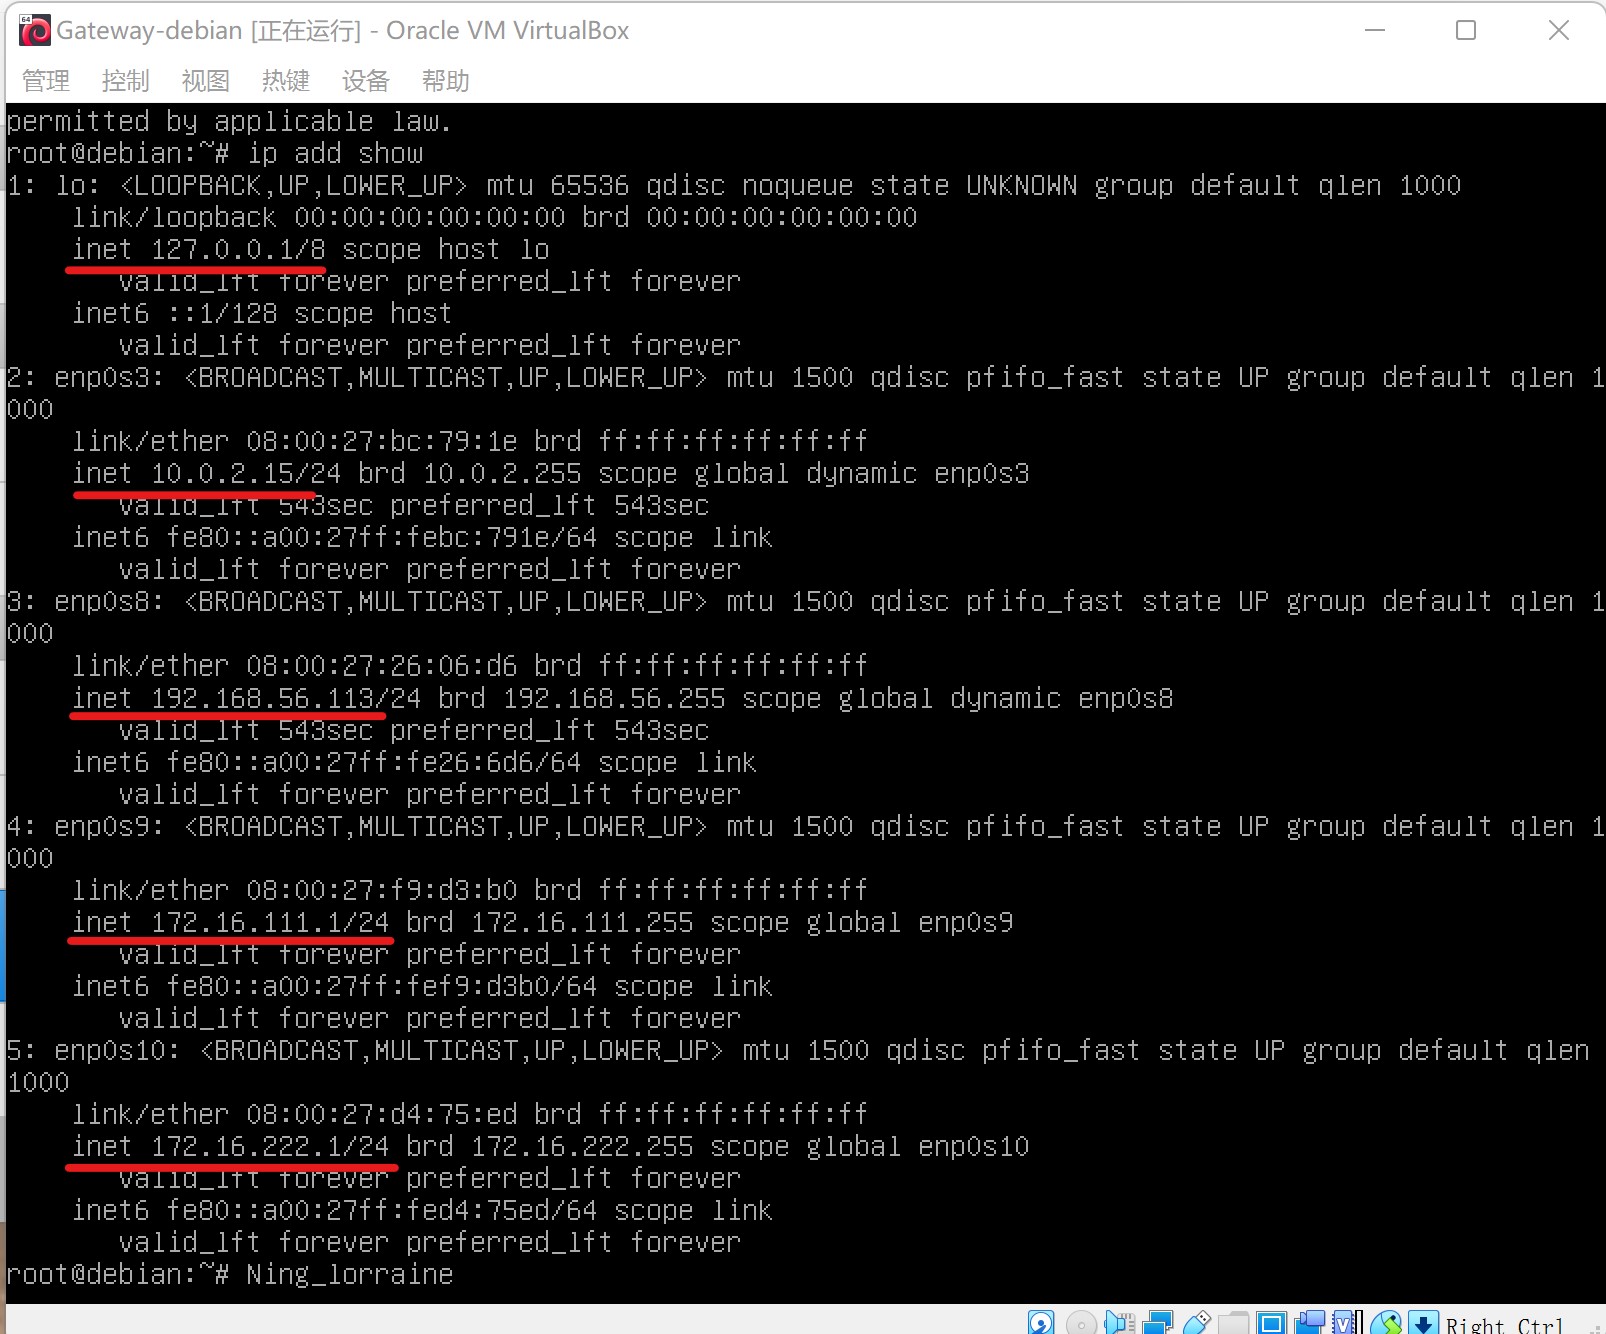 64
Gateway-debian [正在运行] - Oracle VM VirtualBox
管理 控制 视图 热键 设备 帮助
permitted by applicable law.
root@debian:~# ip add show
1: lo: <LOOPBACK,UP,LOWER_UP> mtu 65536 qdisc noqueue state UNKNOWN group default qlen 1000
link/loopback 00:00:00:00:00:00 brd 00:00:00:00:00:00
inet 127.0.0.1/8 scope host lo
valid_lft forever preferred_lft forever
inet6 ::1/128 scope host
valid_lft forever preferred_lft forever
2: enp0s3: <BROADCAST,MULTICAST,UP,LOWER_UP> mtu 1500 qdisc pfifo_fast state UP group default qlen 1
000
link/ether 08:00:27:bc:79:1e brd ff:ff:ff:ff:ff:ff
inet 10.0.2.15/24 brd 10.0.2.255 scope global dynamic enp0s3
valid_lft 543sec preferred_lft 543sec
inet6 fe80::a00:27ff:febc:791e/64 scope link
valid_lft forever preferred_lft forever
3: enp0s8: <BROADCAST,MULTICAST,UP,LOWER_UP> mtu 1500 qdisc pfifo_fast state UP group default qlen 1
000
link/ether 08:00:27:26:06:d6 brd ff:ff:ff:ff:ff:ff
inet 192.168.56.113/24 brd 192.168.56.255 scope global dynamic enp0s8
valid_lft 543sec preferred_lft 543sec
inet6 fe80::a00:27ff:fe26:6d6/64 scope link
valid_lft forever preferred_lft forever
4: enp0s9: <BROADCAST,MULTICAST,UP,LOWER_UP> mtu 1500 qdisc pfifo_fast state UP group default qlen 1
000
link/ether 08:00:27:f9:d3:b0 brd ff:ff:ff:ff:ff:ff
inet 172.16.111.1/24 brd 172.16.111.255 scope global enp0s9
valid_lft forever preferred_lft forever
inet6 fe80::a00:27ff:fef9:d3b0/64 scope link
valid_lft forever preferred_lft forever
5: enp0s10: <BROADCAST,MULTICAST,UP,LOWER_UP> mtu 1500 qdisc pfifo_fast state UP group default qlen
1000
link/ether 08:00:27:d4:75:ed brd ff:ff:ff:ff:ff:ff
inet 172.16.222.1/24 brd 172.16.222.255 scope global enp0s10
valid_lft forever preferred_lft forever
inet6 fe80::a00:27ff:fed4:75ed/64 scope link
valid_lft forever preferred_lft forever
root@debian:~# Ning_lorraine
Right Ctrl